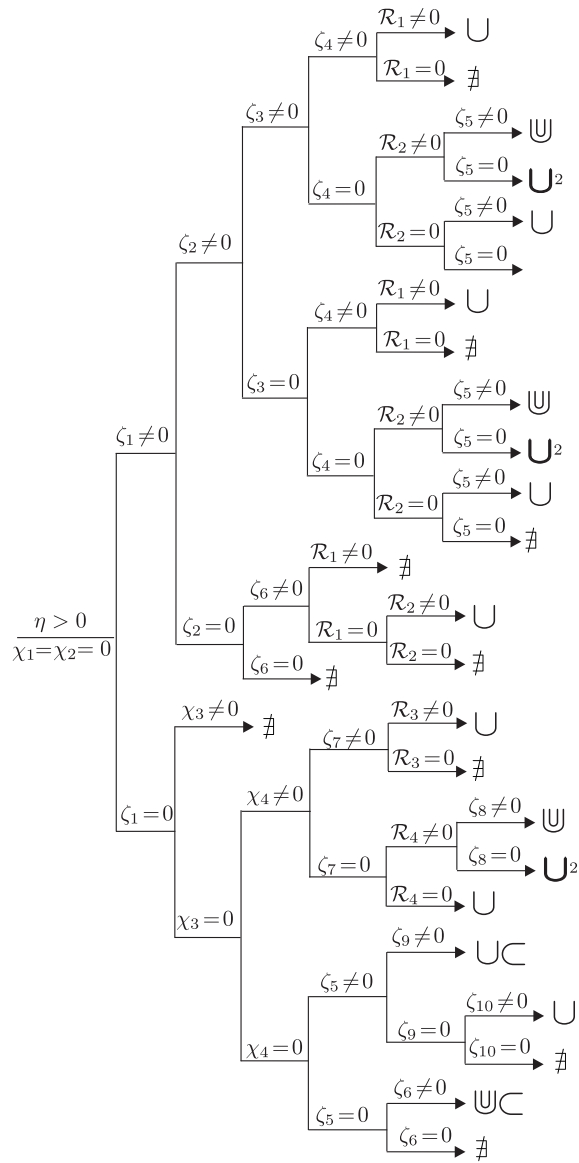 ζ₄≠0 ℛ₁≠0 ∪
ℛ₁=0 ∄
ζ₃≠0
ζ₅≠0 ⋓
ℛ₂≠0
ζ₄=0 ζ₅=0 ∪²
ζ₅≠0 ∪
ζ₂≠0 ℛ₂=0
ζ₅=0
ζ₄≠0 ℛ₁≠0 ∪
ℛ₁=0 ∄
ζ₃=0
ζ₅≠0 ⋓
ℛ₂≠0
ζ₁≠0 ζ₄=0 ζ₅=0 ∪²
ζ₅≠0 ∪
ℛ₂=0
ζ₅=0 ∄
ℛ₁≠0 ∄
ζ₆≠0
ℛ₂≠0 ∪
η > 0 ζ₂=0 ℛ₁=0
χ₁=χ₂=0 ζ₆=0 ∄ ℛ₂=0 ∄
χ₃≠0 ∄ ℛ₃≠0 ∪
ζ₇≠0
ℛ₃=0 ∄
ζ₁=0 χ₄≠0
ζ₈≠0 ⋓
ℛ₄≠0
ζ₇=0 ζ₈=0 ∪²
ℛ₄=0 ∪
χ₃=0
ζ₉≠0 ∪⊂
ζ₅≠0
ζ₁₀≠0 ∪
ζ₉=0
χ₄=0 ζ₁₀=0 ∄
ζ₆≠0 ⋓⊂
ζ₅=0
ζ₆=0 ∄